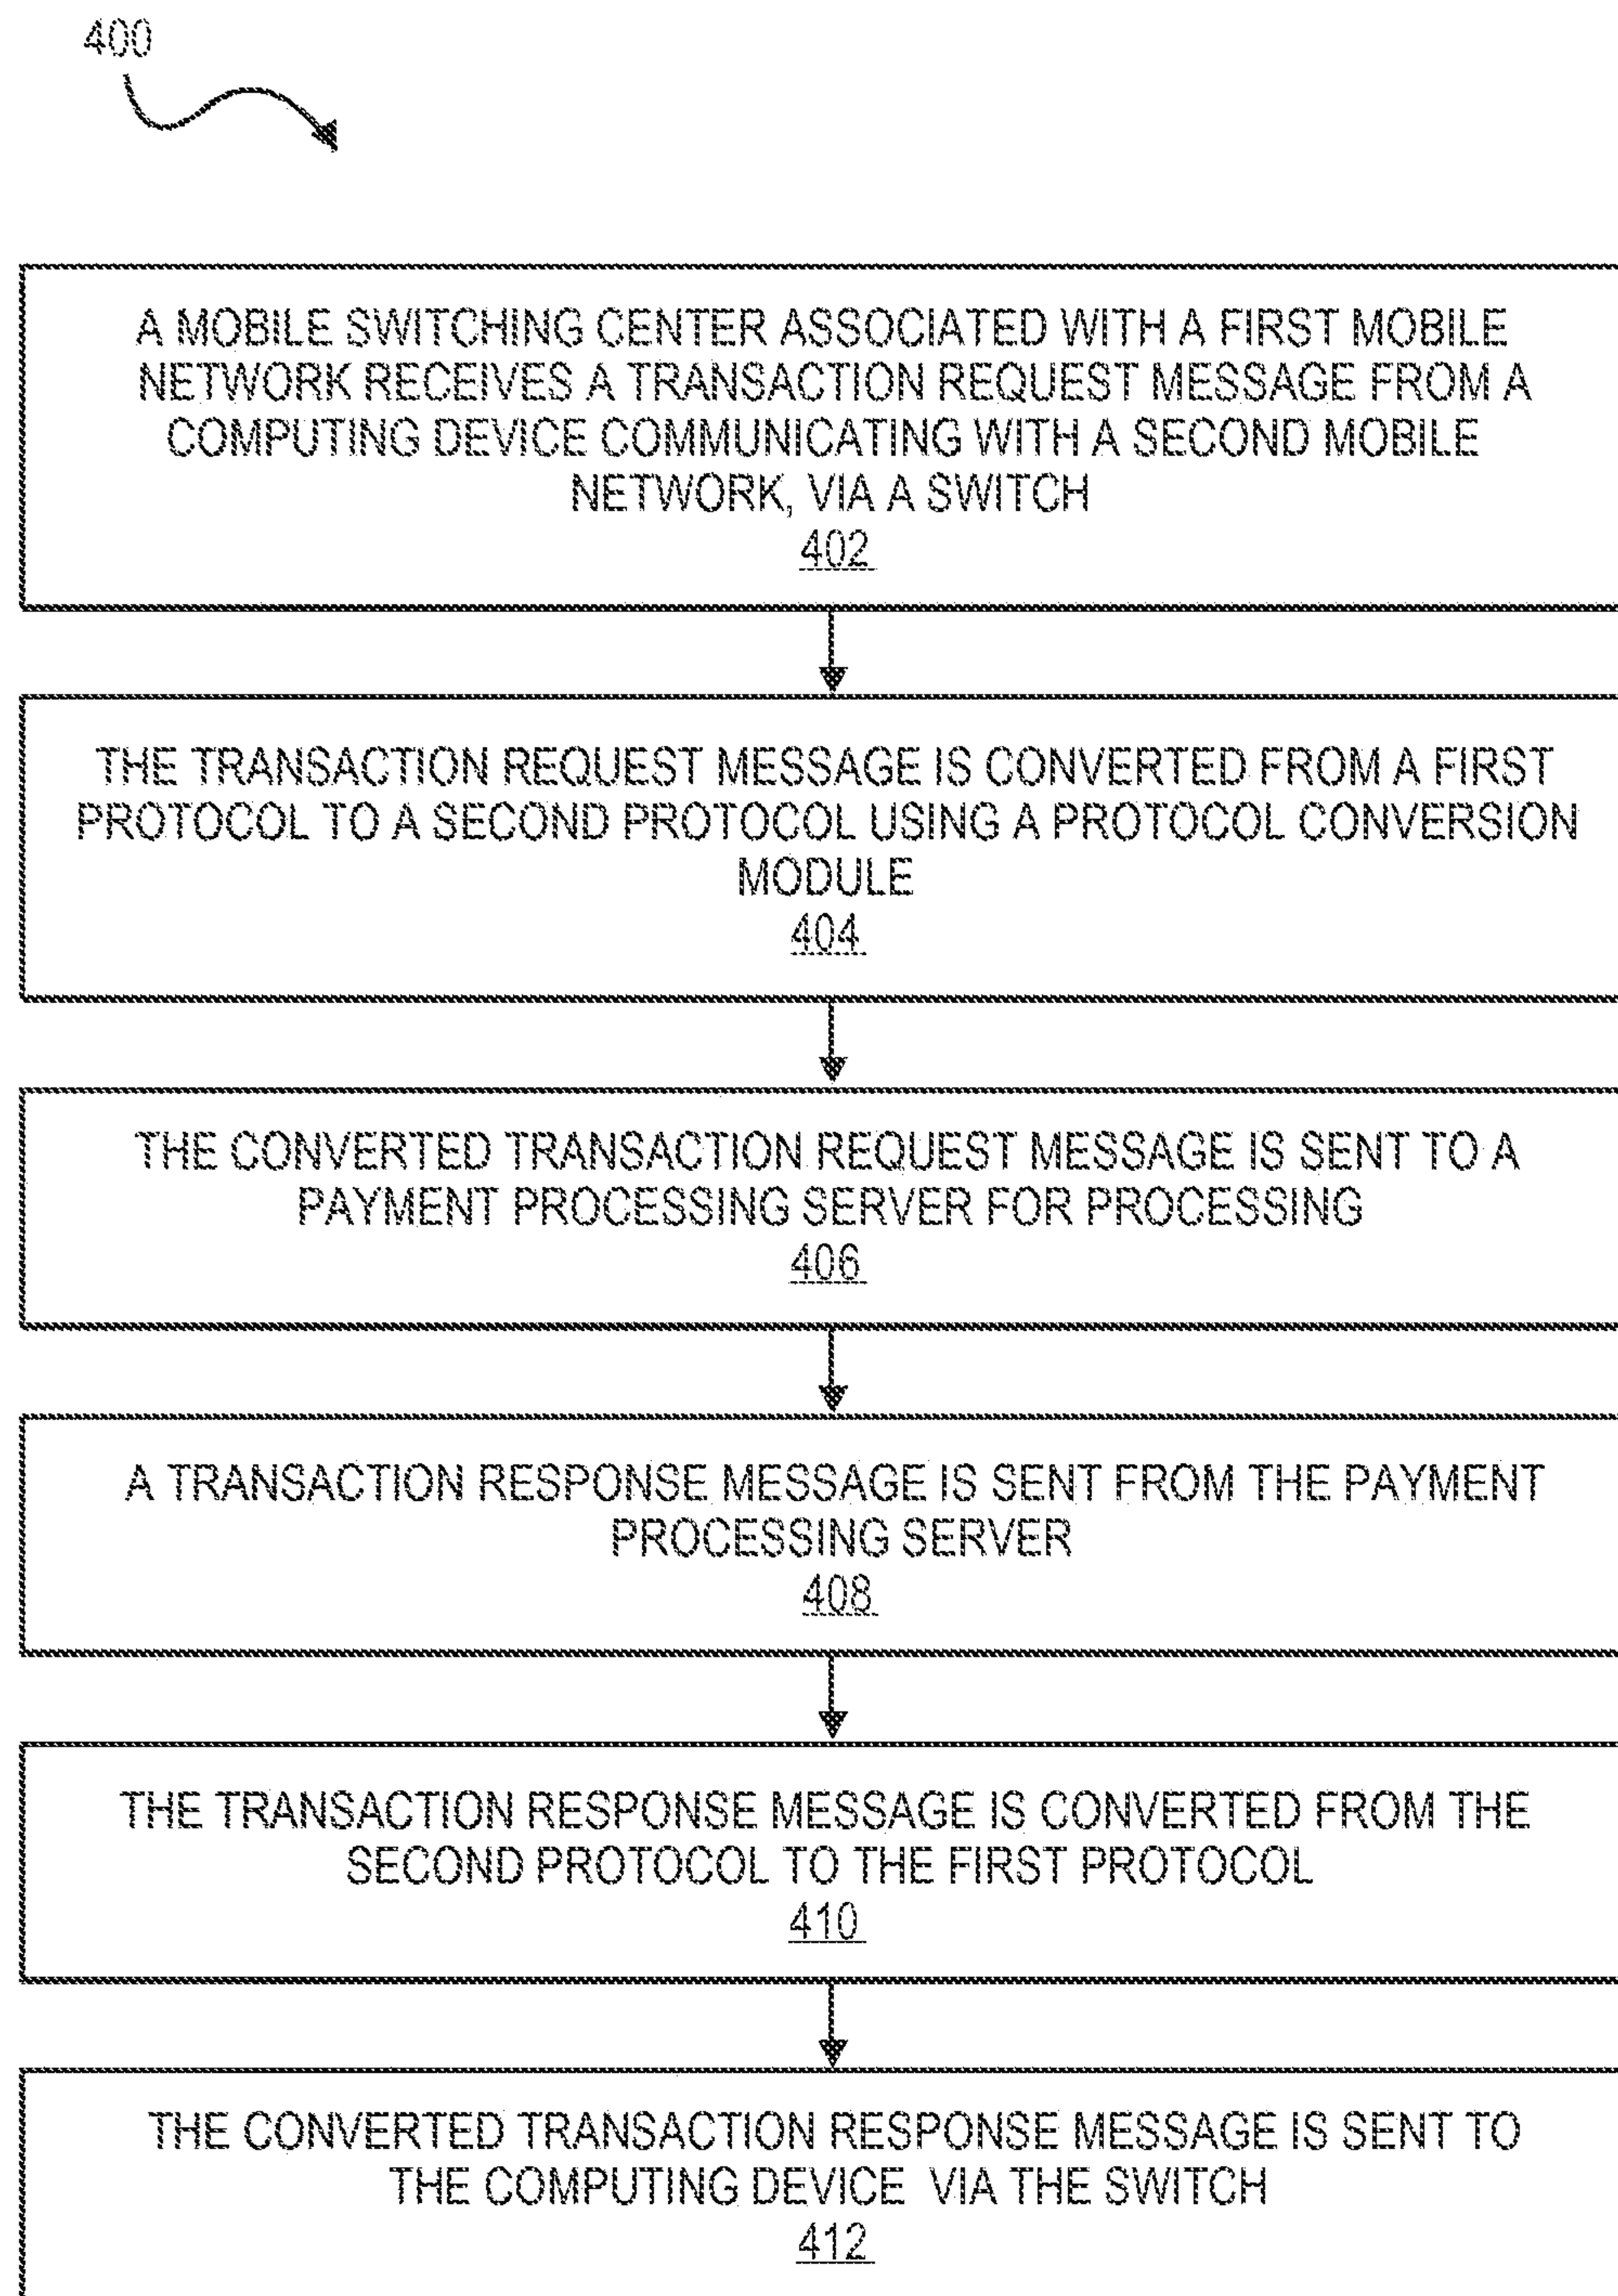 400
A MOBILE SWITCHING CENTER ASSOCIATED WITH A FIRST MOBILE
NETWORK RECEIVES A TRANSACTION REQUEST MESSAGE FROM A
COMPUTING DEVICE COMMUNICATING WITH A SECOND MOBILE
NETWORK, VIA A SWITCH
402
THE TRANSACTION REQUEST MESSAGE IS CONVERTED FROM A FIRST
PROTOCOL TO A SECOND PROTOCOL USING A PROTOCOL CONVERSION
MODULE
404
THE CONVERTED TRANSACTION REQUEST MESSAGE IS SENT TO A
PAYMENT PROCESSING SERVER FOR PROCESSING
406
A TRANSACTION RESPONSE MESSAGE IS SENT FROM THE PAYMENT
PROCESSING SERVER
408
THE TRANSACTION RESPONSE MESSAGE IS CONVERTED FROM THE
SECOND PROTOCOL TO THE FIRST PROTOCOL
410
THE CONVERTED TRANSACTION RESPONSE MESSAGE IS SENT TO
THE COMPUTING DEVICE VIA THE SWITCH
412